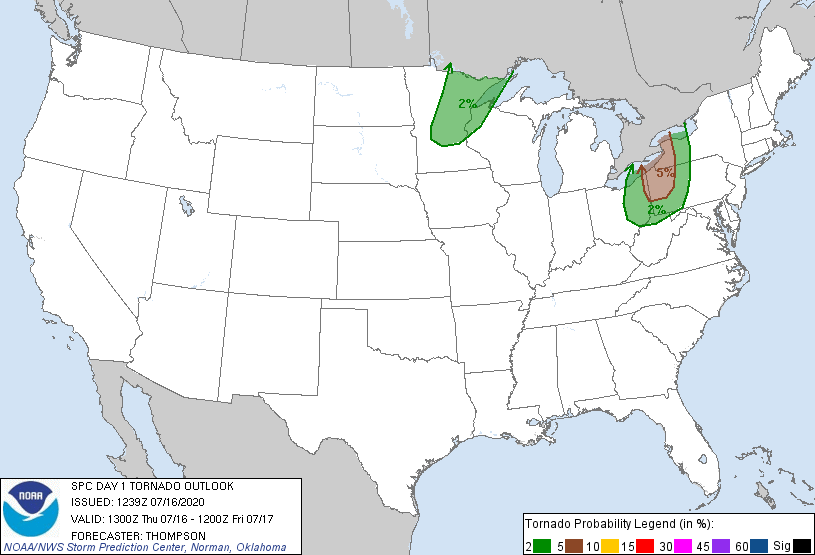 2%
5%
2%
NOAA
SPC DAY 1 TORNADO OUTLOOK
ISSUED: 1239Z 07/16/2020
VALID: 1300Z Thu 07/16 - 1200Z Fri 07/17
FORECASTER: THOMPSON
NOAA/NWS Storm Prediction Center, Norman, Oklahoma
Tornado Probability Legend (in %):
2 5 10 15 30 45 60 Sig